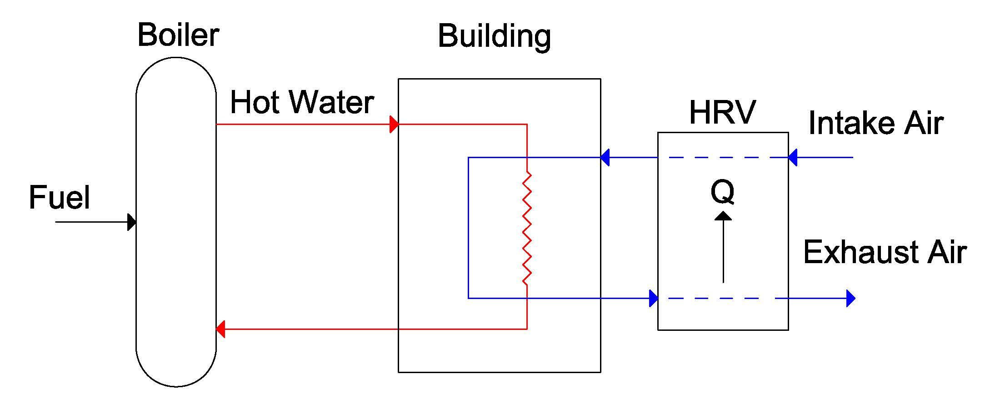 Boiler
Building
Hot Water
HRV
Intake Air
Fuel
Q
Exhaust Air